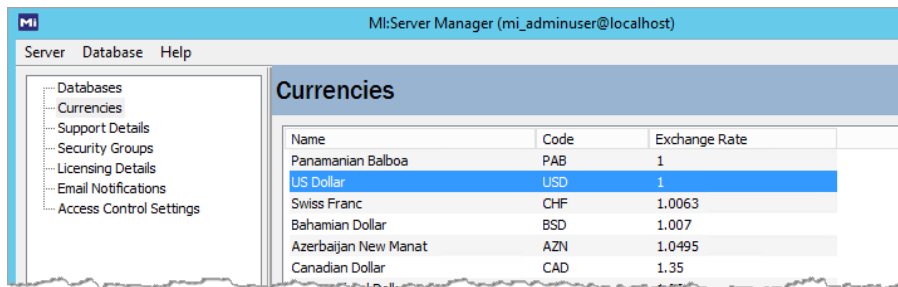 Mi MI:Server Manager (mi_adminuser@localhost)
Server Database Help
Databases
Currencies
Support Details
Security Groups
Licensing Details
Email Notifications
Access Control Settings
Currencies
Name Code Exchange Rate
Panamanian Balboa PAB 1
US Dollar USD 1
Swiss Franc CHF 1.0063
Bahamian Dollar BSD 1.007
Azerbaijan New Manat AZN 1.0495
Canadian Dollar CAD 1.35